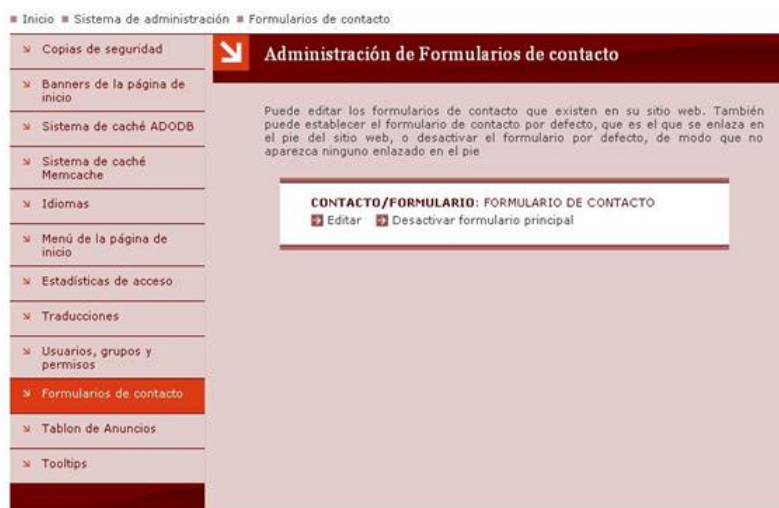 Inicio Sistema de administración Formularios de contacto
Copias de seguridad
Banners de la página de
inicio
Sistema de caché ADODB
Sistema de caché
Memcache
Idiomas
Menú de la página de
inicio
Estadísticas de acceso
Traducciones
Usuarios, grupos y
permisos
Formularios de contacto
Tablon de Anuncios
Tooltips
Administración de Formularios de contacto
Puede editar los formularios de contacto que existen en su sitio web. También
puede establecer el formulario de contacto por defecto, que es el que se enlaza en
el pie del sitio web, o desactivar el formulario por defecto, de modo que no
aparezca ninguno enlazado en el pie
CONTACTO/FORMULARIO: FORMULARIO DE CONTACTO
Editar Desactivar formulario principal